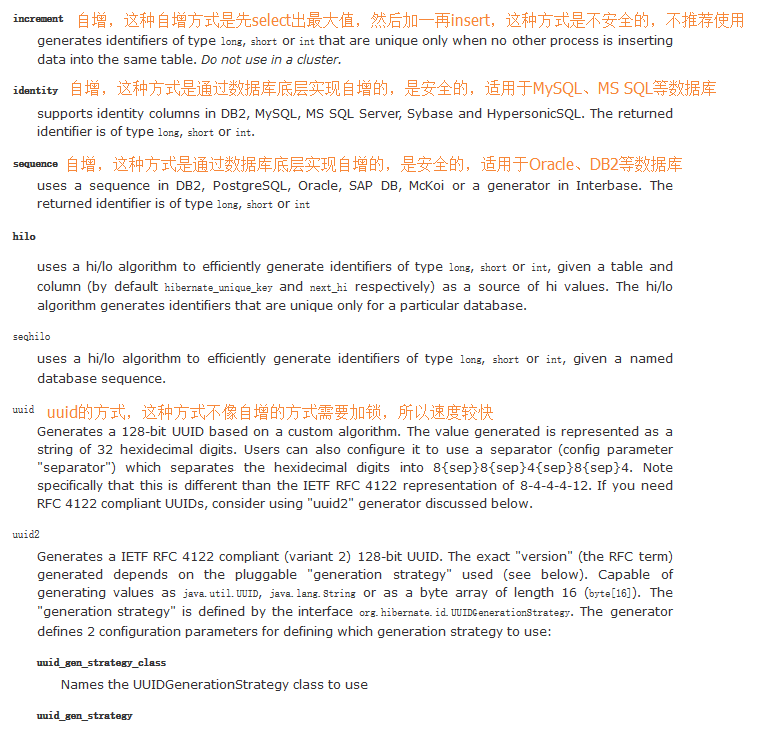 increment 自增，这种自增方式是先select出最大值，然后加一再insert，这种方式是不安全的，不推荐使用
generates identifiers of type long, short or int that are unique only when no other process is inserting
data into the same table. Do not use in a cluster.
identity 自增，这种方式是通过数据库底层实现自增的，是安全的，适用于MySQL、MS SQL等数据库
supports identity columns in DB2, MySQL, MS SQL Server, Sybase and HypersonicSQL. The returned
identifier is of type long, short or int.
sequence 自增，这种方式是通过数据库底层实现自增的，是安全的，适用于Oracle、DB2等数据库
uses a sequence in DB2, PostgreSQL, Oracle, SAP DB, McKoi or a generator in Interbase. The
returned identifier is of type long, short or int
hilo
uses a hi/lo algorithm to efficiently generate identifiers of type long, short or int, given a table and
column (by default hibernate_unique_key and next_hi respectively) as a source of hi values. The hi/lo
algorithm generates identifiers that are unique only for a particular database.
seqhilo
uses a hi/lo algorithm to efficiently generate identifiers of type long, short or int, given a named
database sequence.
uuid uuid的方式，这种方式不像自增的方式需要加锁，所以速度较快
Generates a 128-bit UUID based on a custom algorithm. The value generated is represented as a
string of 32 hexidecimal digits. Users can also configure it to use a separator (config parameter
"separator") which separates the hexidecimal digits into 8{sep}8{sep}4{sep}8{sep}4. Note
specifically that this is different than the IETF RFC 4122 representation of 8-4-4-4-12. If you need
RFC 4122 compliant UUIDs, consider using "uuid2" generator discussed below.
uuid2
Generates a IETF RFC 4122 compliant (variant 2) 128-bit UUID. The exact "version" (the RFC term)
generated depends on the pluggable "generation strategy" used (see below). Capable of
generating values as java.util.UUID, java.lang.String or as a byte array of length 16 (byte[16]). The
"generation strategy" is defined by the interface org.hibernate.id.UUIDGenerationStrategy. The generator
defines 2 configuration parameters for defining which generation strategy to use:
uuid_gen_strategy_class
Names the UUIDGenerationStrategy class to use
uuid_gen_strategy